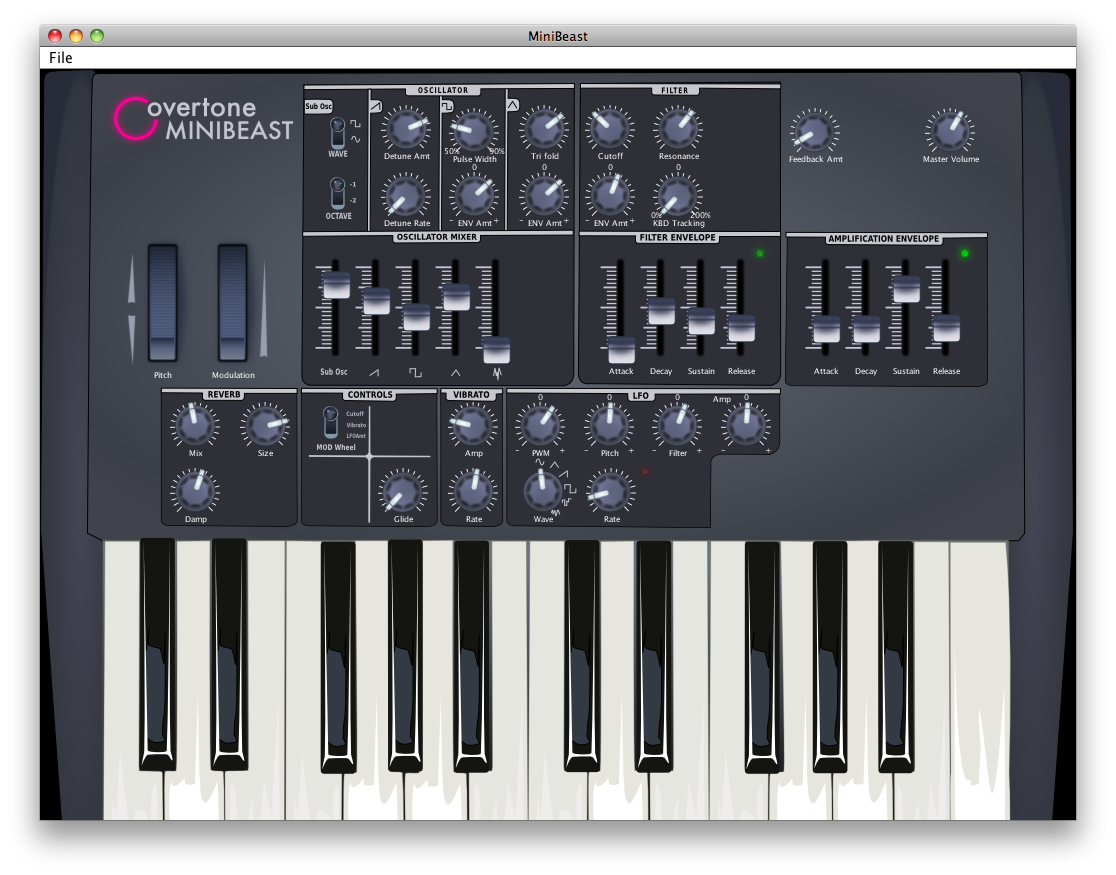 MiniBeast
File
overtone
MINIBEAST
OSCILLATOR
FILTER
Sub Osc
WAVE
Detune Amt
50% 90%
Pulse Width
Tri fold
Cutoff
Resonance
Feedback Amt
Master Volume
-1
-2
OCTAVE
Detune Rate
0
- ENV Amt +
0
- ENV Amt +
0
- ENV Amt +
0
0% 200%
KBD Tracking
OSCILLATOR MIXER
FILTER ENVELOPE
AMPLIFICATION ENVELOPE
Pitch
Modulation
Sub Osc
Attack
Decay
Sustain
Release
Attack
Decay
Sustain
Release
REVERB
CONTROLS
VIBRATO
LFO
Mix
Size
Damp
Cutoff
Vibrato
LFOAmt
MOD Wheel
Glide
Amp
Rate
0
- PWM +
0
- Pitch +
0
- Filter +
Amp 0
- +
Wave
Rate